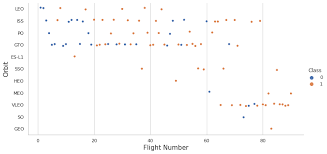 LEO
ISS
PO
GTO
ES-L1
SSO
HEO
MEO
VLEO
SO
GEO
Orbit
0
20
40
60
80
Flight Number
Class
0
1